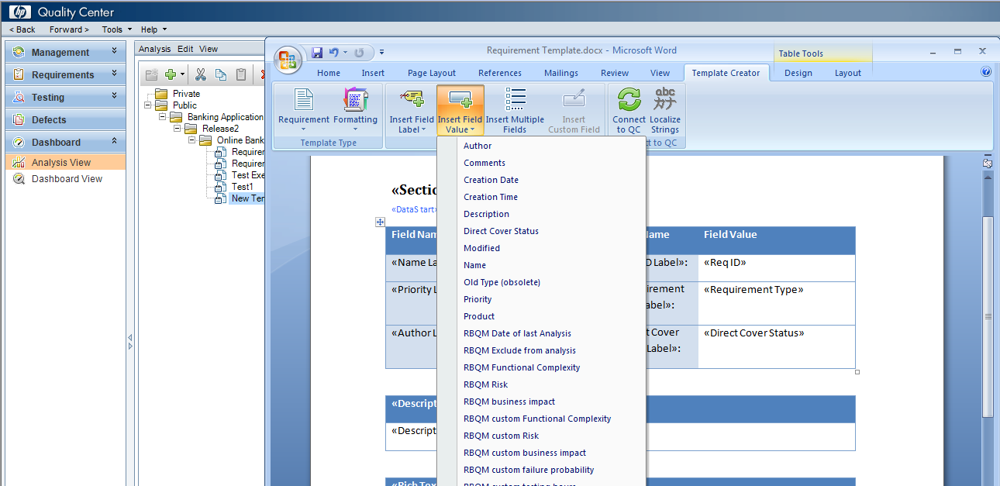 hp Quality Center
< Back Forward > Tools Help
Management
Requirements
Testing
Defects
Dashboard
Analysis View
Dashboard View
Analysis Edit View
Private
Public
Banking Application
Release2
Online Bank
Requirer
Requirer
Test Exe
Test1
New Ter
Requirement Template.docx - Microsoft Word
Table Tools
Home Insert Page Layout References Mailings Review View Template Creator Design Layout
Requirement Formatting
Template Type
Insert Field Label
Insert Field Value
Insert Multiple Fields
Insert Custom Field
Connect to QC
abc
カナ
Localize Strings
t to QC
Author
Comments
Creation Date
Creation Time
Description
Direct Cover Status
Modified
Name
Old Type (obsolete)
Priority
Product
RBQM Date of last Analysis
RBQM Exclude from analysis
RBQM Functional Complexity
RBQM Risk
RBQM business impact
RBQM custom Functional Complexity
RBQM custom Risk
RBQM custom business impact
RBQM custom failure probability
RBQM custom testing hours
«Sectio
«DataS tart»
Field Nam ame Field Value
«Name La D Label»: «Req ID»
«Priority L irement «Requirement Type»
abel»:
«Author L t Cover «Direct Cover Status»
Label»:
«Descript
«Descript
«Rich Tex